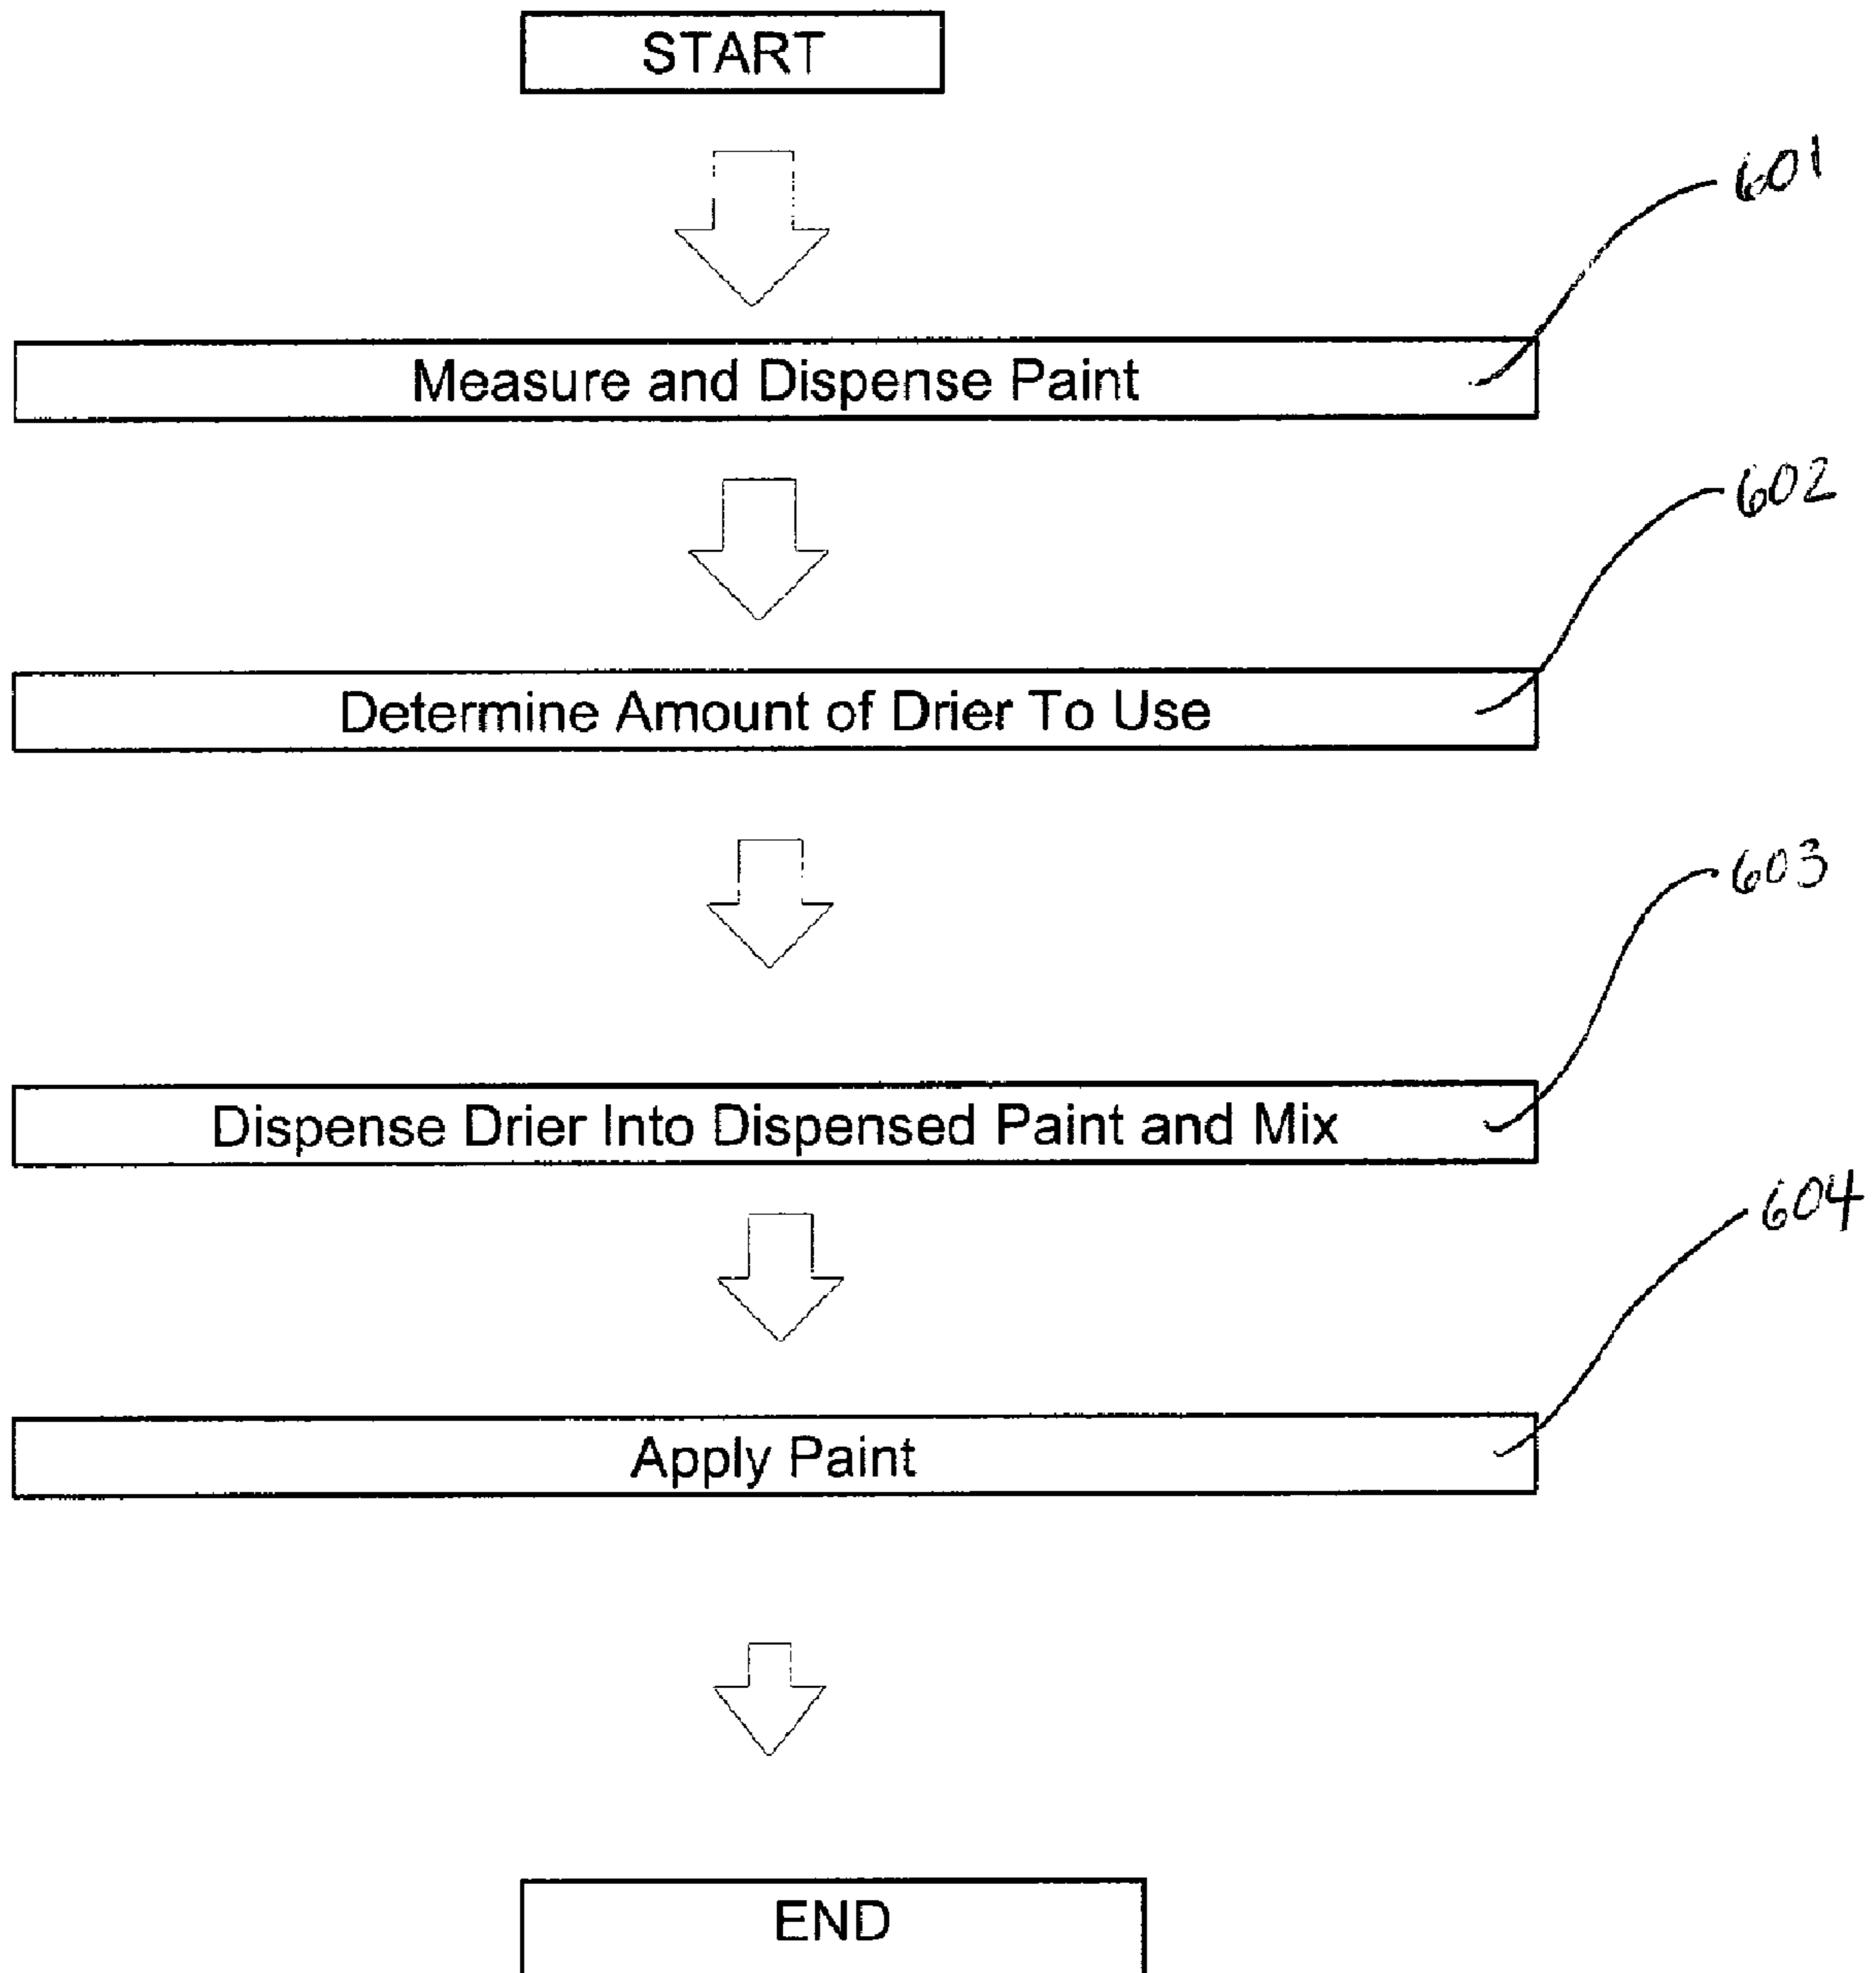 START
601
Measure and Dispense Paint
602
Determine Amount of Drier To Use
603
Dispense Drier Into Dispensed Paint and Mix
604
Apply Paint
END